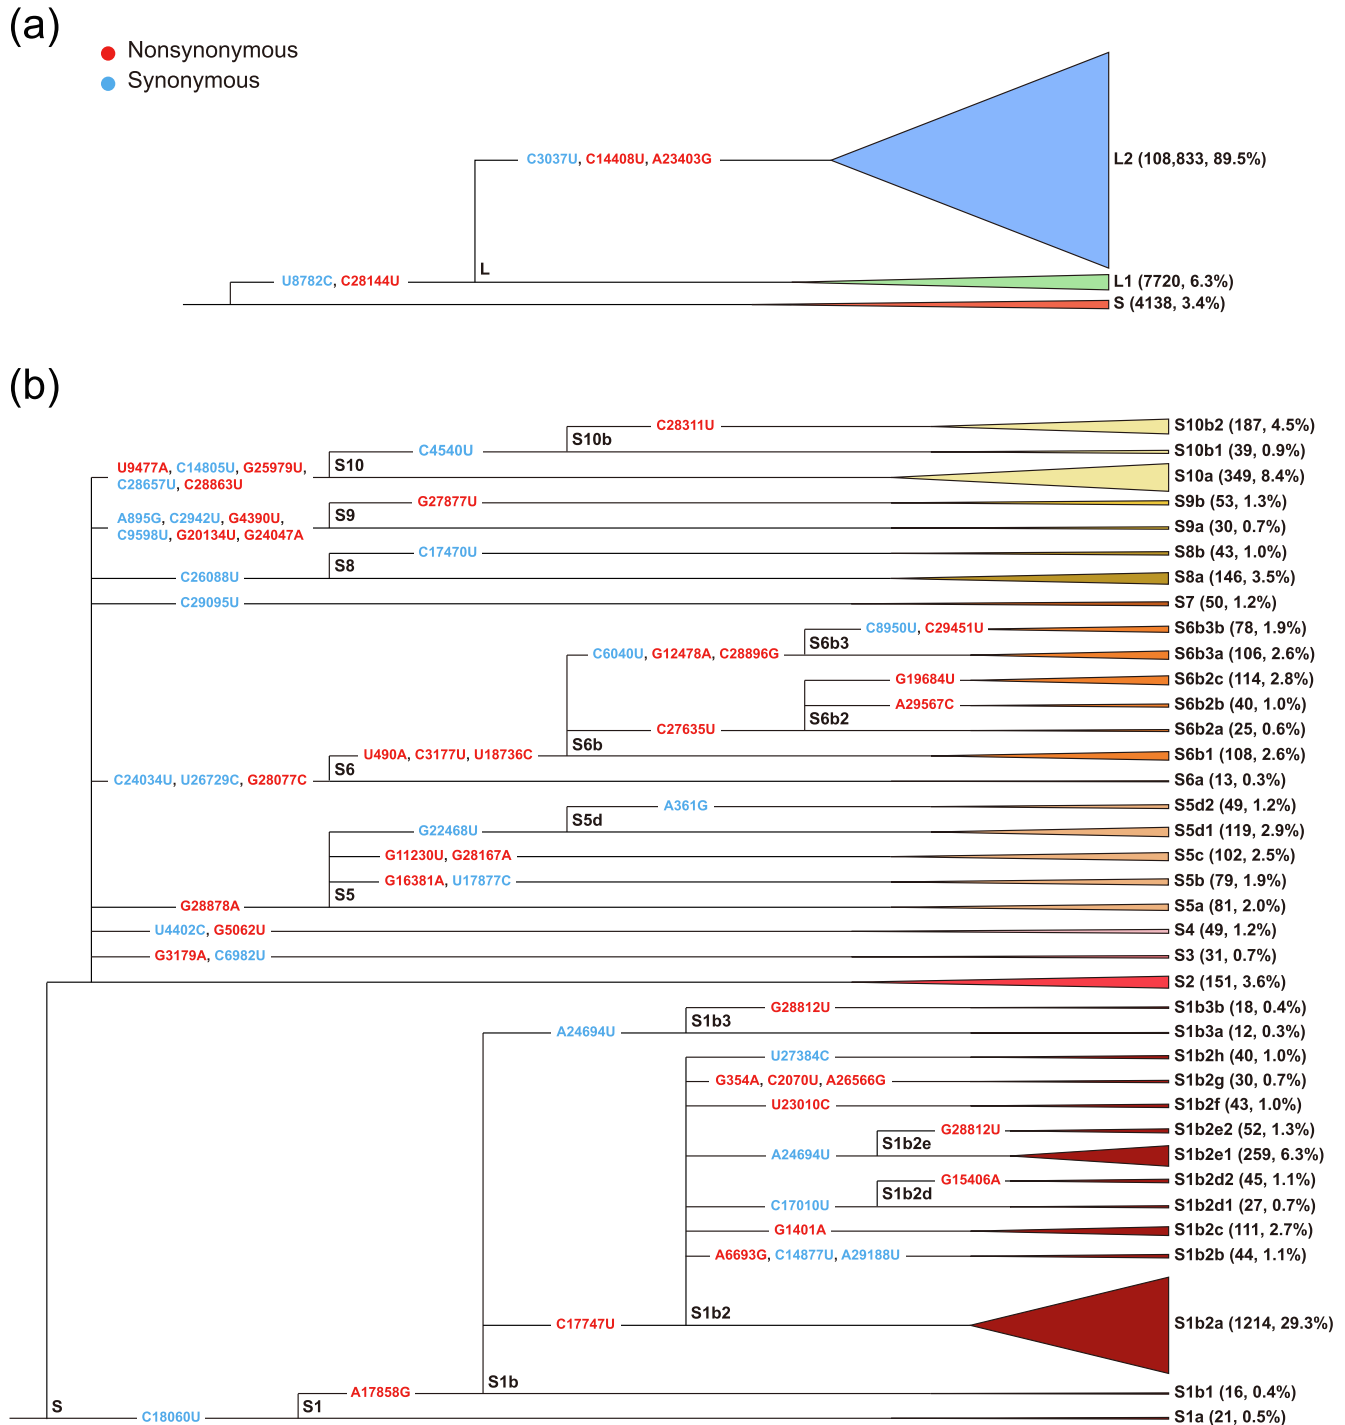 (a)
Nonsynonymous
Synonymous
C3037U, C14408U, A23403G
L2 (108,833, 89.5%)
L
U8782C, C28144U
L1 (7720, 6.3%)
S (4138, 3.4%)
(b)
C28311U
S10b2 (187, 4.5%)
S10b
C4540U
S10b1 (39, 0.9%)
S10
U9477A, C14805U, G25979U,
C28657U, C28863U
S10a (349, 8.4%)
G27877U
S9b (53, 1.3%)
S9
A895G, C2942U, G4390U,
C9598U, G20134U, G24047A
S9a (30, 0.7%)
C17470U
S8b (43, 1.0%)
S8
C26088U
S8a (146, 3.5%)
C29095U
S7 (50, 1.2%)
C8950U, C29451U
S6b3b (78, 1.9%)
S6b3
C6040U, G12478A, C28896G
S6b3a (106, 2.6%)
G19684U
S6b2c (114, 2.8%)
A29567C
S6b2b (40, 1.0%)
S6b2
C27635U
S6b2a (25, 0.6%)
S6b
U490A, C3177U, U18736C
S6b1 (108, 2.6%)
S6
C24034U, U26729C, G28077C
S6a (13, 0.3%)
A361G
S5d2 (49, 1.2%)
S5d
G22468U
S5d1 (119, 2.9%)
G11230U, G28167A
S5c (102, 2.5%)
G16381A, U17877C
S5b (79, 1.9%)
S5
G28878A
S5a (81, 2.0%)
U4402C, G5062U
S4 (49, 1.2%)
G3179A, C6982U
S3 (31, 0.7%)
S2 (151, 3.6%)
G28812U
S1b3b (18, 0.4%)
S1b3
A24694U
S1b3a (12, 0.3%)
U27384C
S1b2h (40, 1.0%)
G354A, C2070U, A26566G
S1b2g (30, 0.7%)
U23010C
S1b2f (43, 1.0%)
G28812U
S1b2e2 (52, 1.3%)
S1b2e
A24694U
S1b2e1 (259, 6.3%)
G15406A
S1b2d2 (45, 1.1%)
S1b2d
C17010U
S1b2d1 (27, 0.7%)
G1401A
S1b2c (111, 2.7%)
A6693G, C14877U, A29188U
S1b2b (44, 1.1%)
S1b2
C17747U
S1b2a (1214, 29.3%)
S1b
A17858G
S1b1 (16, 0.4%)
S
S1
C18060U
S1a (21, 0.5%)